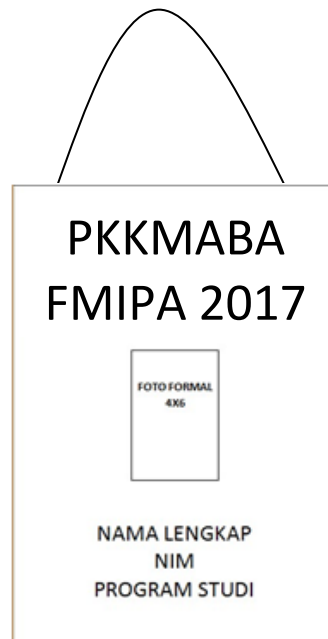 PKKMABA
FMIPA 2017
FOTO FORMAL
4X6
NAMA LENGKAP
NIM
PROGRAM STUDI